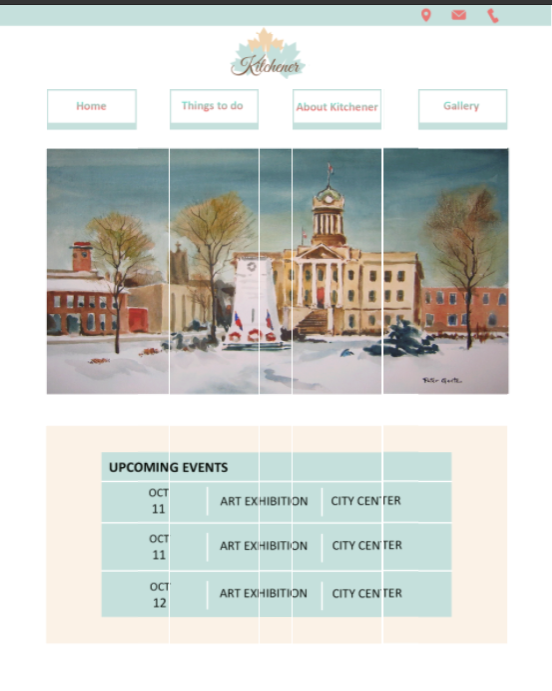 Kitchener
Home
Things to do
About Kitchener
Gallery
UPCOMING EVENTS
OCT
11
ART EXHIBITION
CITY CENTER
OCT
11
ART EXHIBITION
CITY CENTER
OCT
12
ART EXHIBITION
CITY CENTER